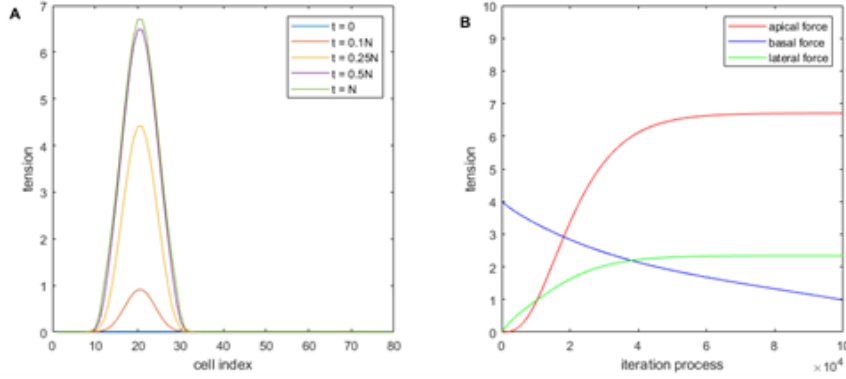 A
7
6
5
4
3
2
1
0
tension
0 10 20 30 40 50 60 70 80
cell index
t = 0
t = 0.1N
t = 0.25N
t = 0.5N
t = N
B
10
9
8
7
6
5
4
3
2
1
0
tension
0 2 4 6 8 10
iteration process
×10⁴
apical force
basal force
lateral force